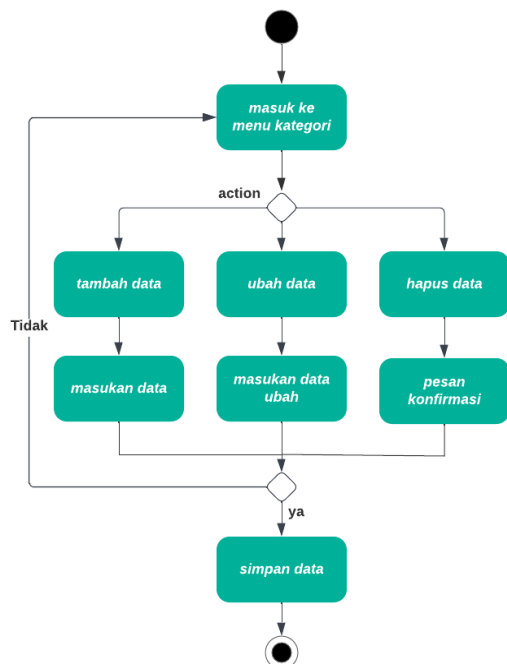 masuk ke
menu kategori
action
tambah data
ubah data
hapus data
Tidak
masukan data
masukan data
ubah
pesan
konfirmasi
ya
simpan data